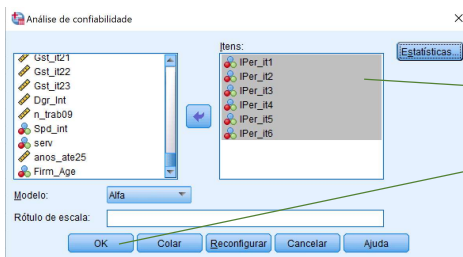 Análise de confiabilidade
Itens:
Gst_it21
Gst_it22
Gst_it23
Dgr_Int
n_trab09
Spd_int
serv
anos_ate25
Firm_Age
IPer_it1
IPer_it2
IPer_it3
IPer_it4
IPer_it5
IPer_it6
Estatísticas...
Modelo: Alfa
Rótulo de escala:
OK Colar Reconfigurar Cancelar Ajuda